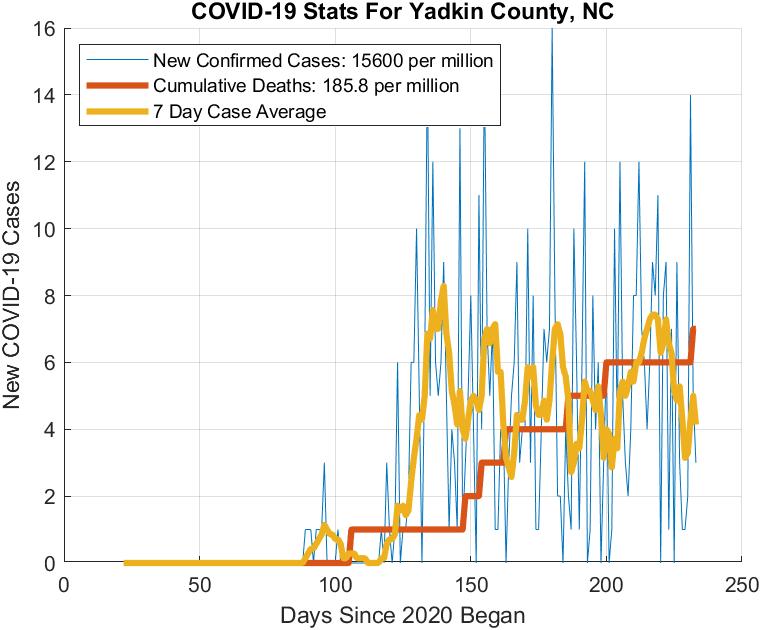 COVID-19 Stats For Yadkin County, NC
New Confirmed Cases: 15600 per million
Cumulative Deaths: 185.8 per million
7 Day Case Average
New COVID-19 Cases
16
14
12
10
8
6
4
2
0
0 50 100 150 200 250
Days Since 2020 Began